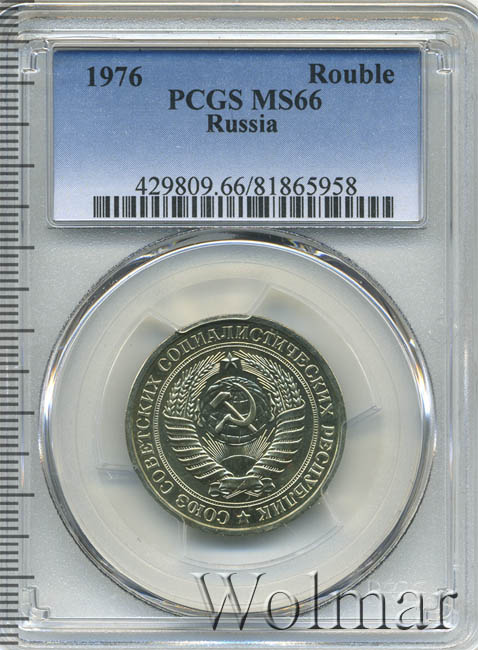 1976 Rouble
PCGS MS66
Russia
429809.66/81865958
СОЮЗ СОВЕТСКИХ СОЦИАЛИСТИЧЕСКИХ РЕСПУБЛИК
Wolmar